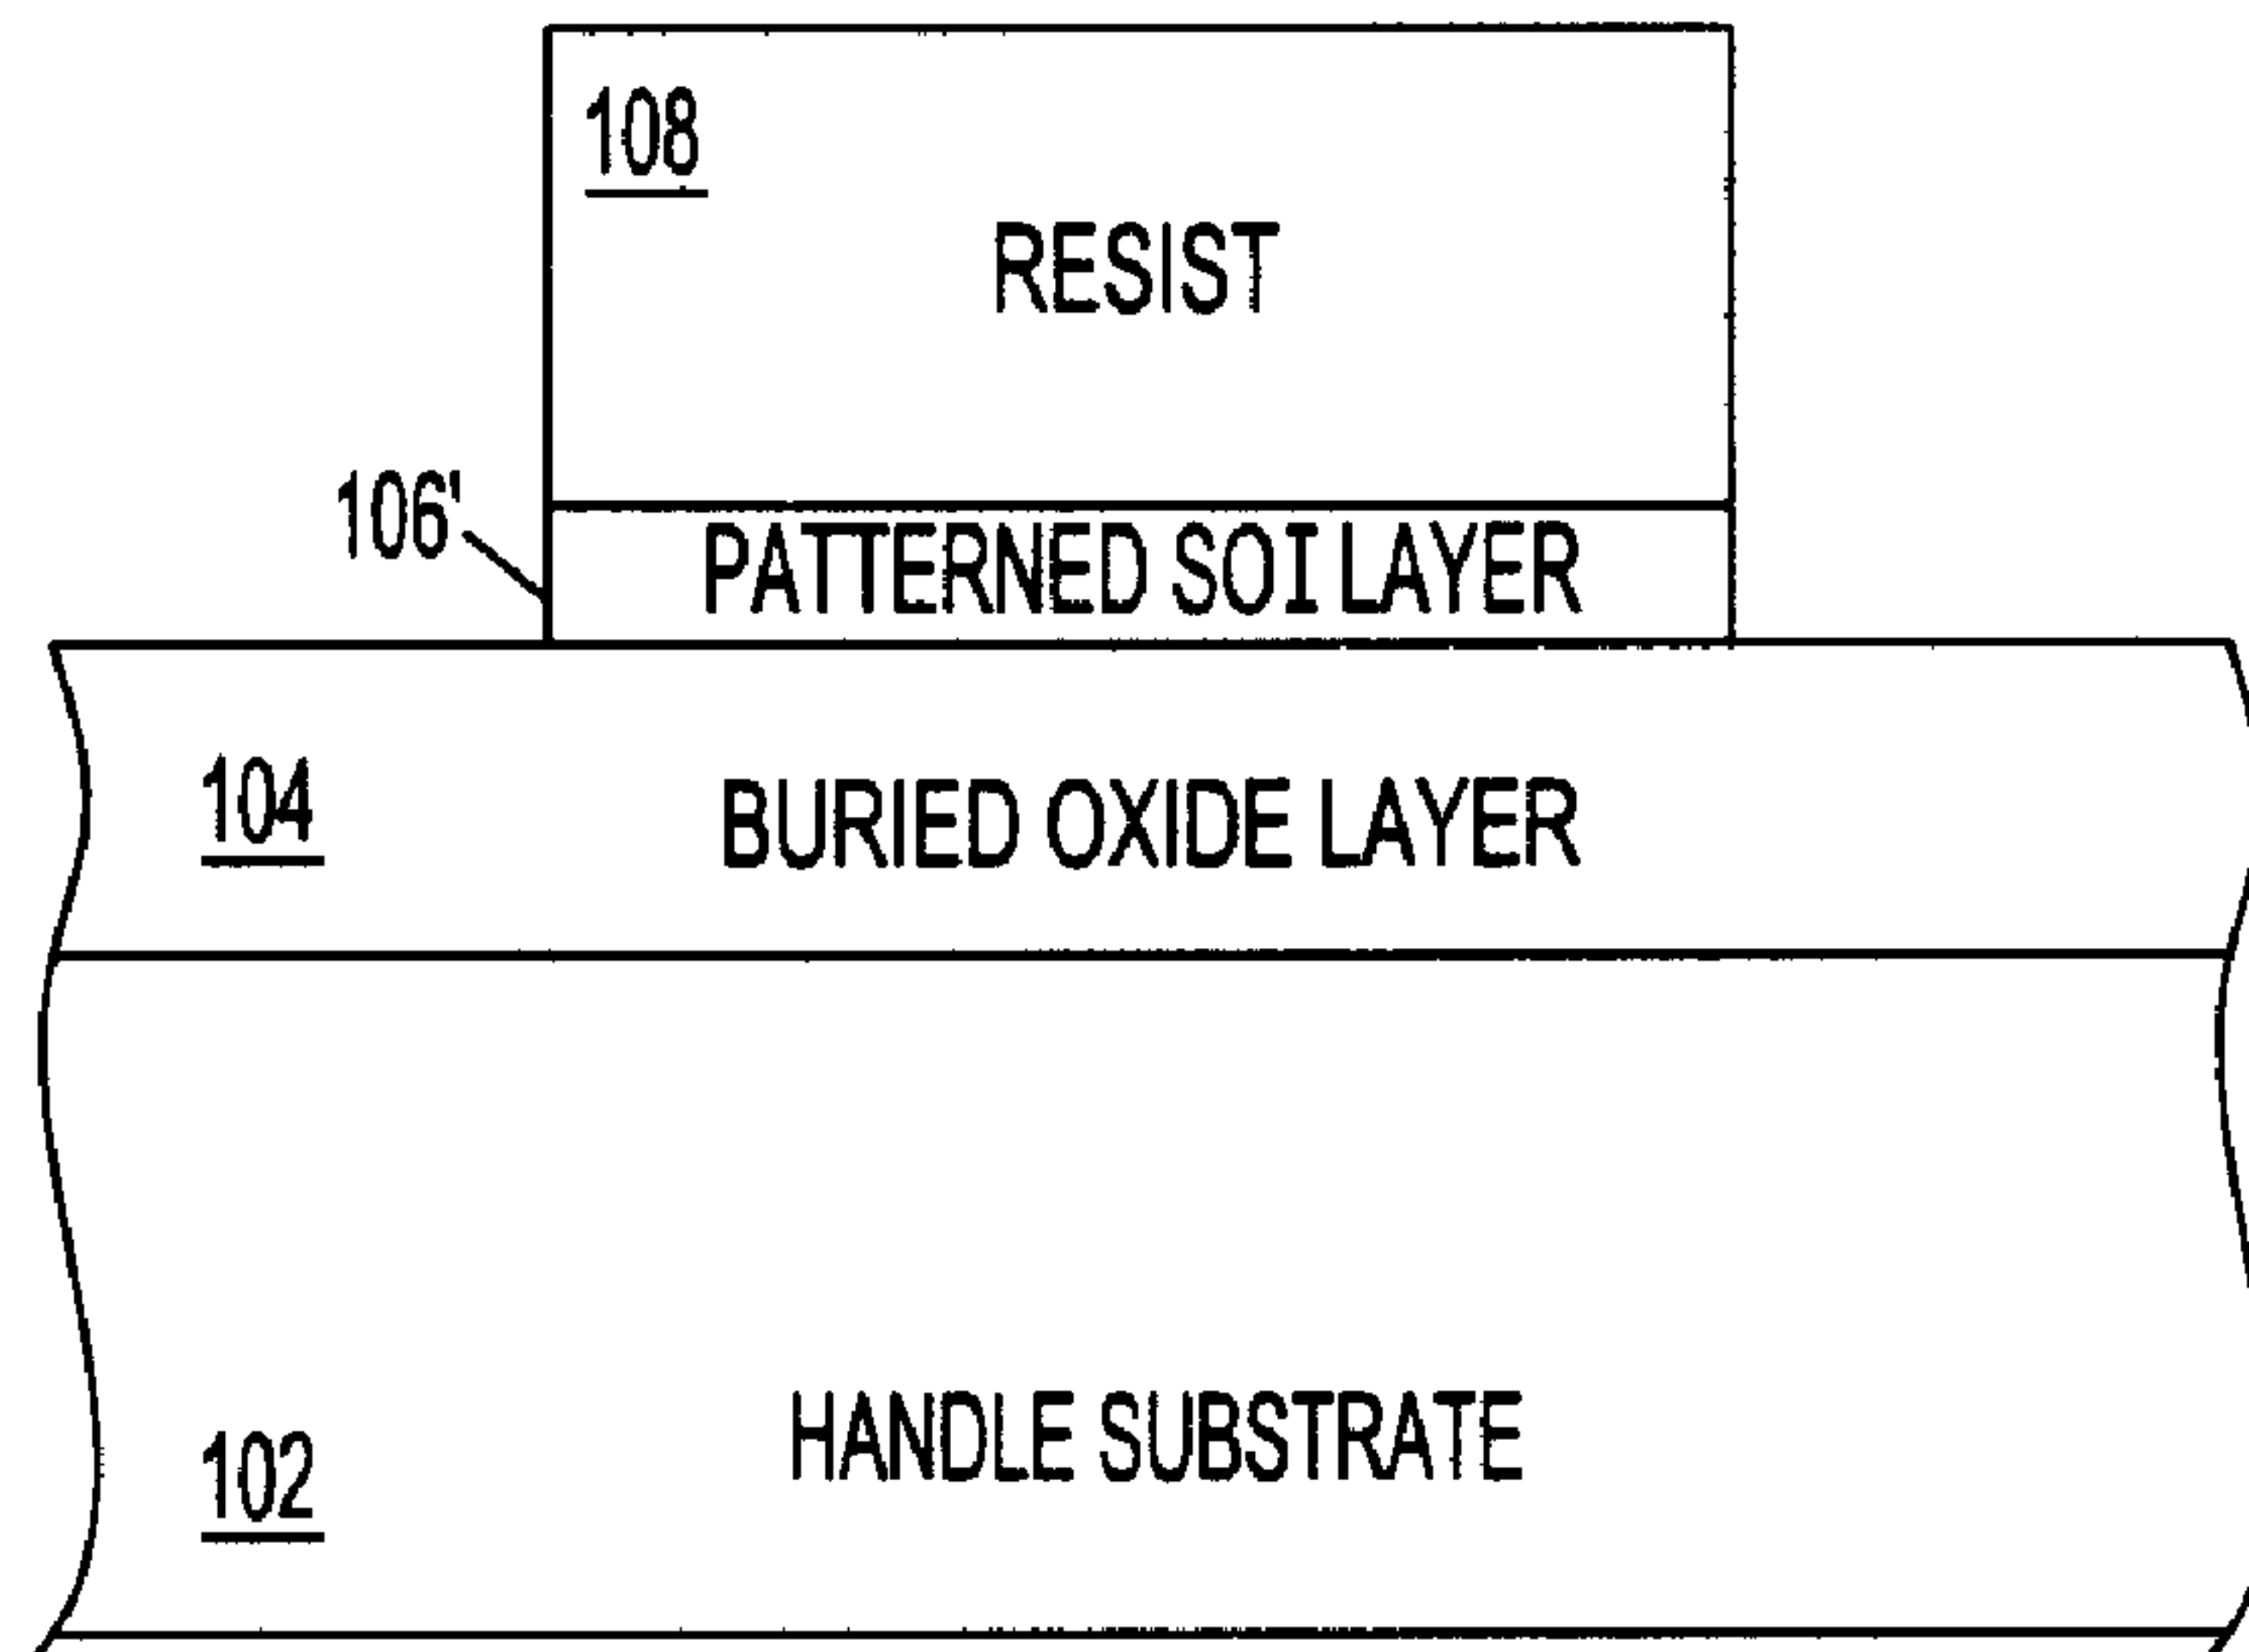 108
RESIST
106'
PATTERNED SOI LAYER
104
BURIED OXIDE LAYER
HANDLE SUBSTRATE
102